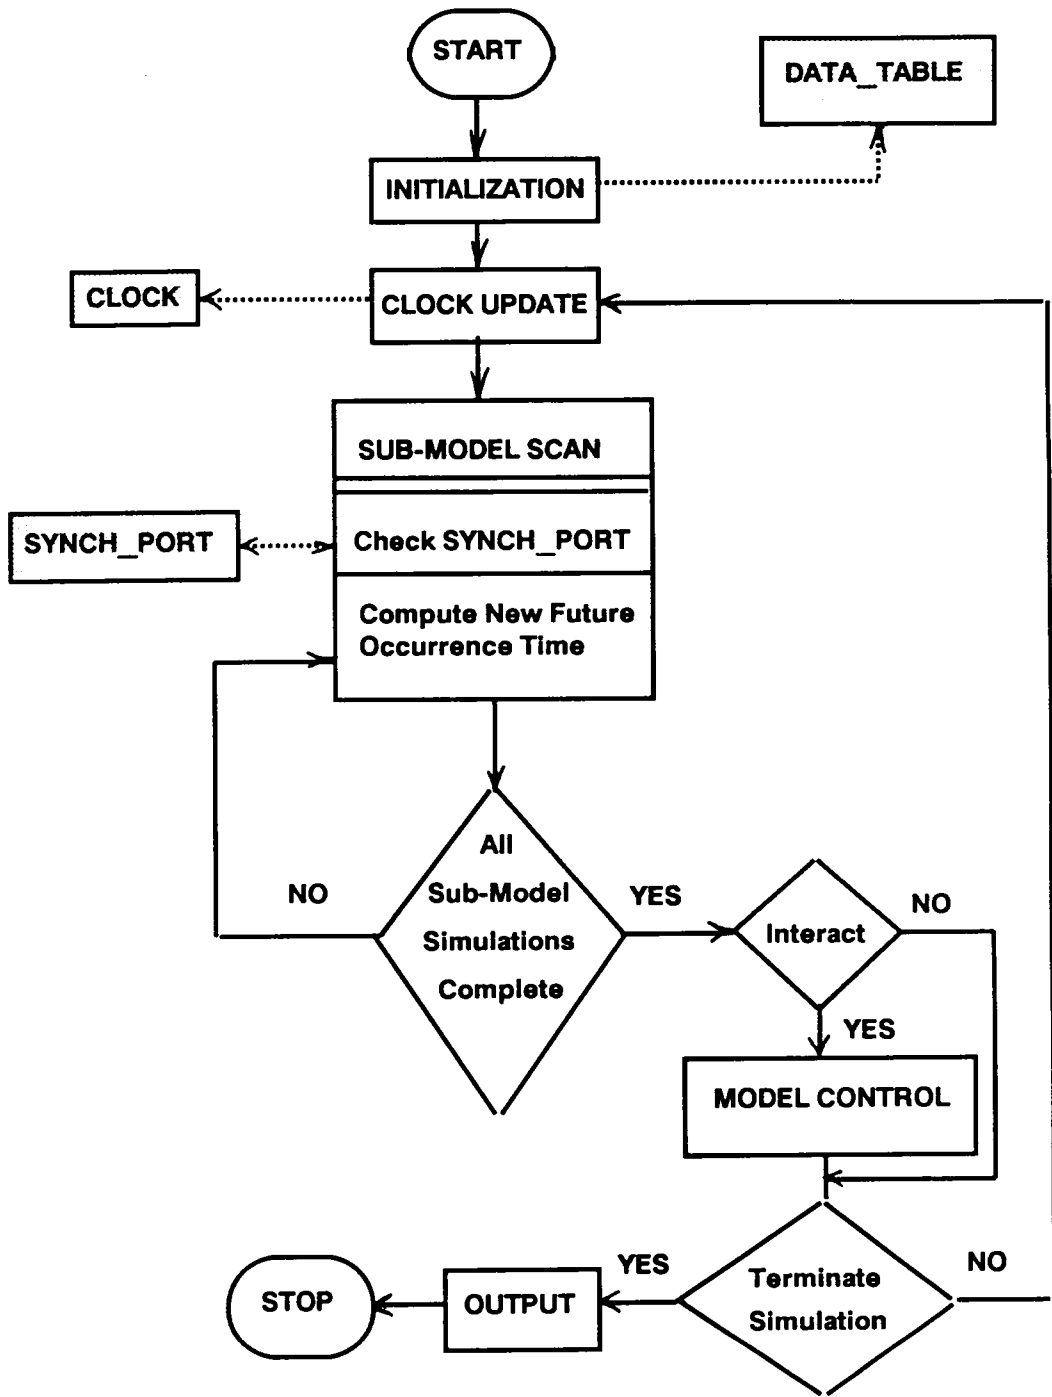 START
DATA_TABLE
INITIALIZATION
CLOCK
CLOCK UPDATE
SUB-MODEL SCAN
SYNCH_PORT
Check SYNCH_PORT
Compute New Future
Occurrence Time
All
Sub-Model
Simulations
Complete
NO
YES
Interact
NO
YES
MODEL CONTROL
Terminate
Simulation
YES
NO
OUTPUT
STOP